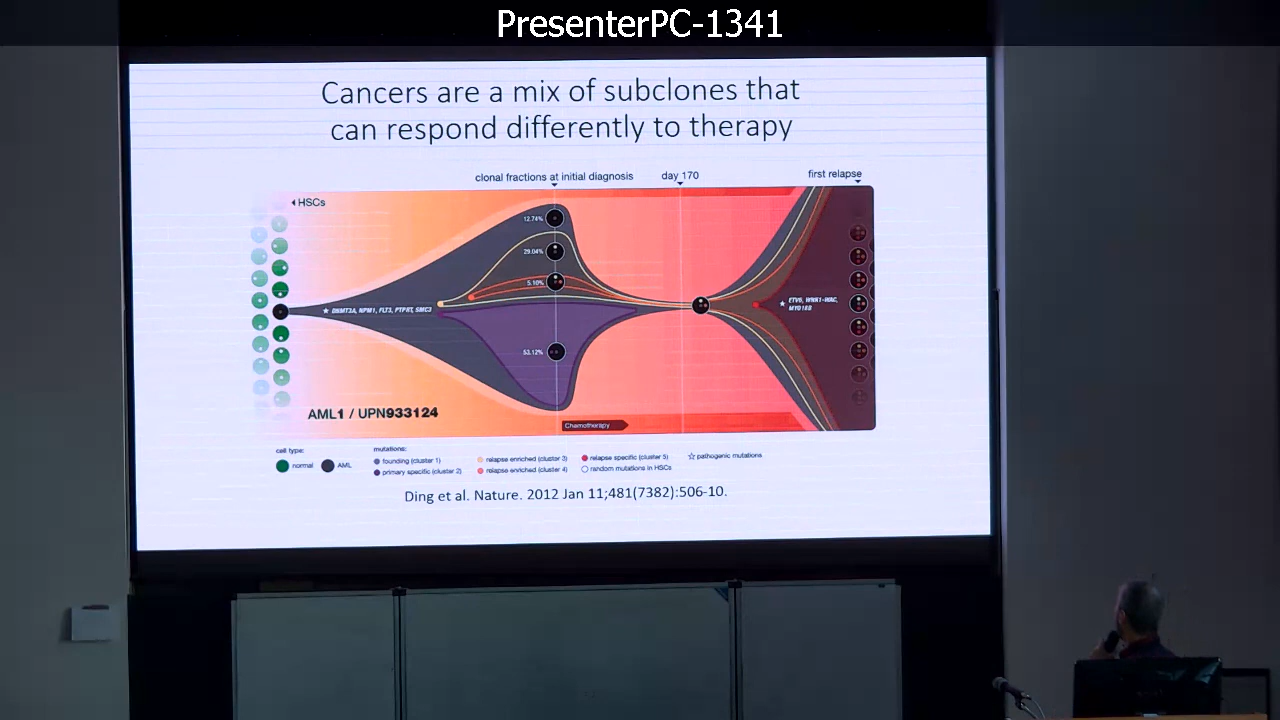 PresenterPC-1341
Cancers are a mix of subclones that
can respond differently to therapy
clonal fractions at initial diagnosis
day 170
first relapse
HSCs
12.74%
29.04%
5.10%
DNMT3A, NPM1, FLT3, PTPRT, SMC3
ETV6, WNK1-WAC,
MYO18B
53.12%
AML1 / UPN933124
Chemotherapy
cell type:
normal
AML
mutations:
founding (cluster 1)
primary specific (cluster 2)
relapse enriched (cluster 3)
relapse enriched (cluster 4)
relapse specific (cluster 5)
random mutations in HSCs
pathogenic mutations
Ding et al. Nature. 2012 Jan 11;481(7382):506-10.